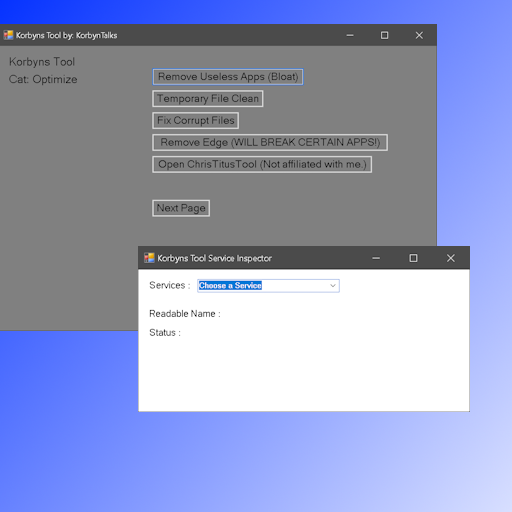 Korbyns Tool by: KorbynTalks
Korbyns Tool
Cat: Optimize
Remove Useless Apps (Bloat)
Temporary File Clean
Fix Corrupt Files
Remove Edge (WILL BREAK CERTAIN APPS!)
Open ChrisTitusTool (Not affiliated with me.)
Next Page
Korbyns Tool Service Inspector
Services : Choose a Service
Readable Name :
Status :